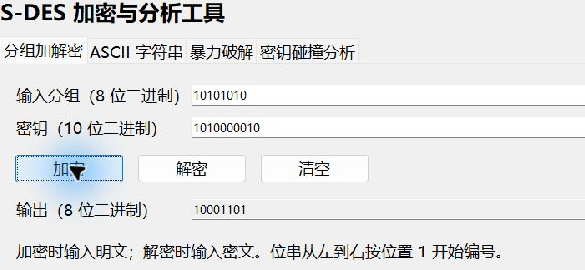 S-DES 加密与分析工具
分组加解密 ASCII 字符串 暴力破解 密钥碰撞分析
输入分组（8 位二进制） 10101010
密钥（10 位二进制） 1010000010
加密 解密 清空
输出（8 位二进制） 10001101
加密时输入明文；解密时输入密文。位串从左到右按位置 1 开始编号。